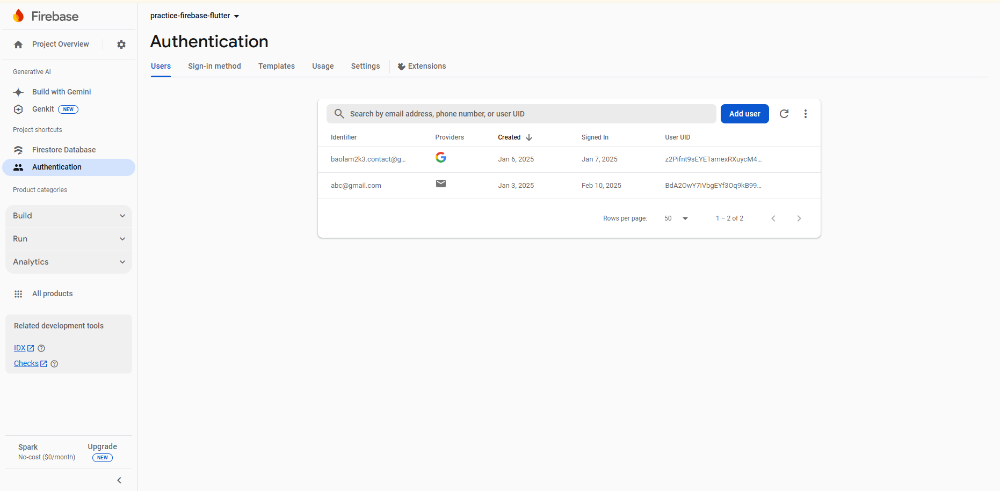 Firebase
Project Overview
Generative AI
Build with Gemini
Genkit NEW
Project shortcuts
Firestore Database
Authentication
Product categories
Build
Run
Analytics
All products
Related development tools
IDX
Checks
Spark
No-cost ($0/month)
Upgrade
NEW
practice-firebase-flutter
Authentication
Users Sign-in method Templates Usage Settings Extensions
Search by email address, phone number, or user UID Add user
Identifier Providers Created Signed In User UID
baolam2k3.contact@g... Jan 6, 2025 Jan 7, 2025 z2Pifnt9sEYETamexRXuycM4...
abc@gmail.com Jan 3, 2025 Feb 10, 2025 BdA2OwY7iVbgEYf3Oq9kB99...
Rows per page: 50 1 – 2 of 2